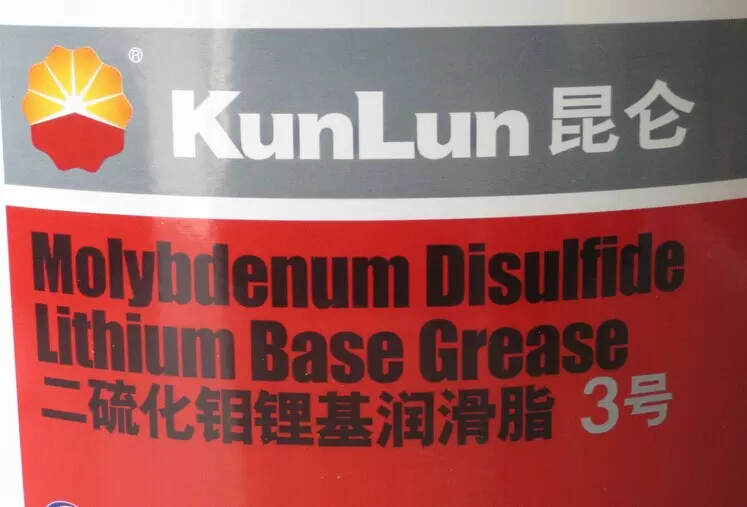 ® KunLun 昆仑
Molybdenum Disulfide
Lithium Base Grease
二硫化钼锂基润滑脂 3号